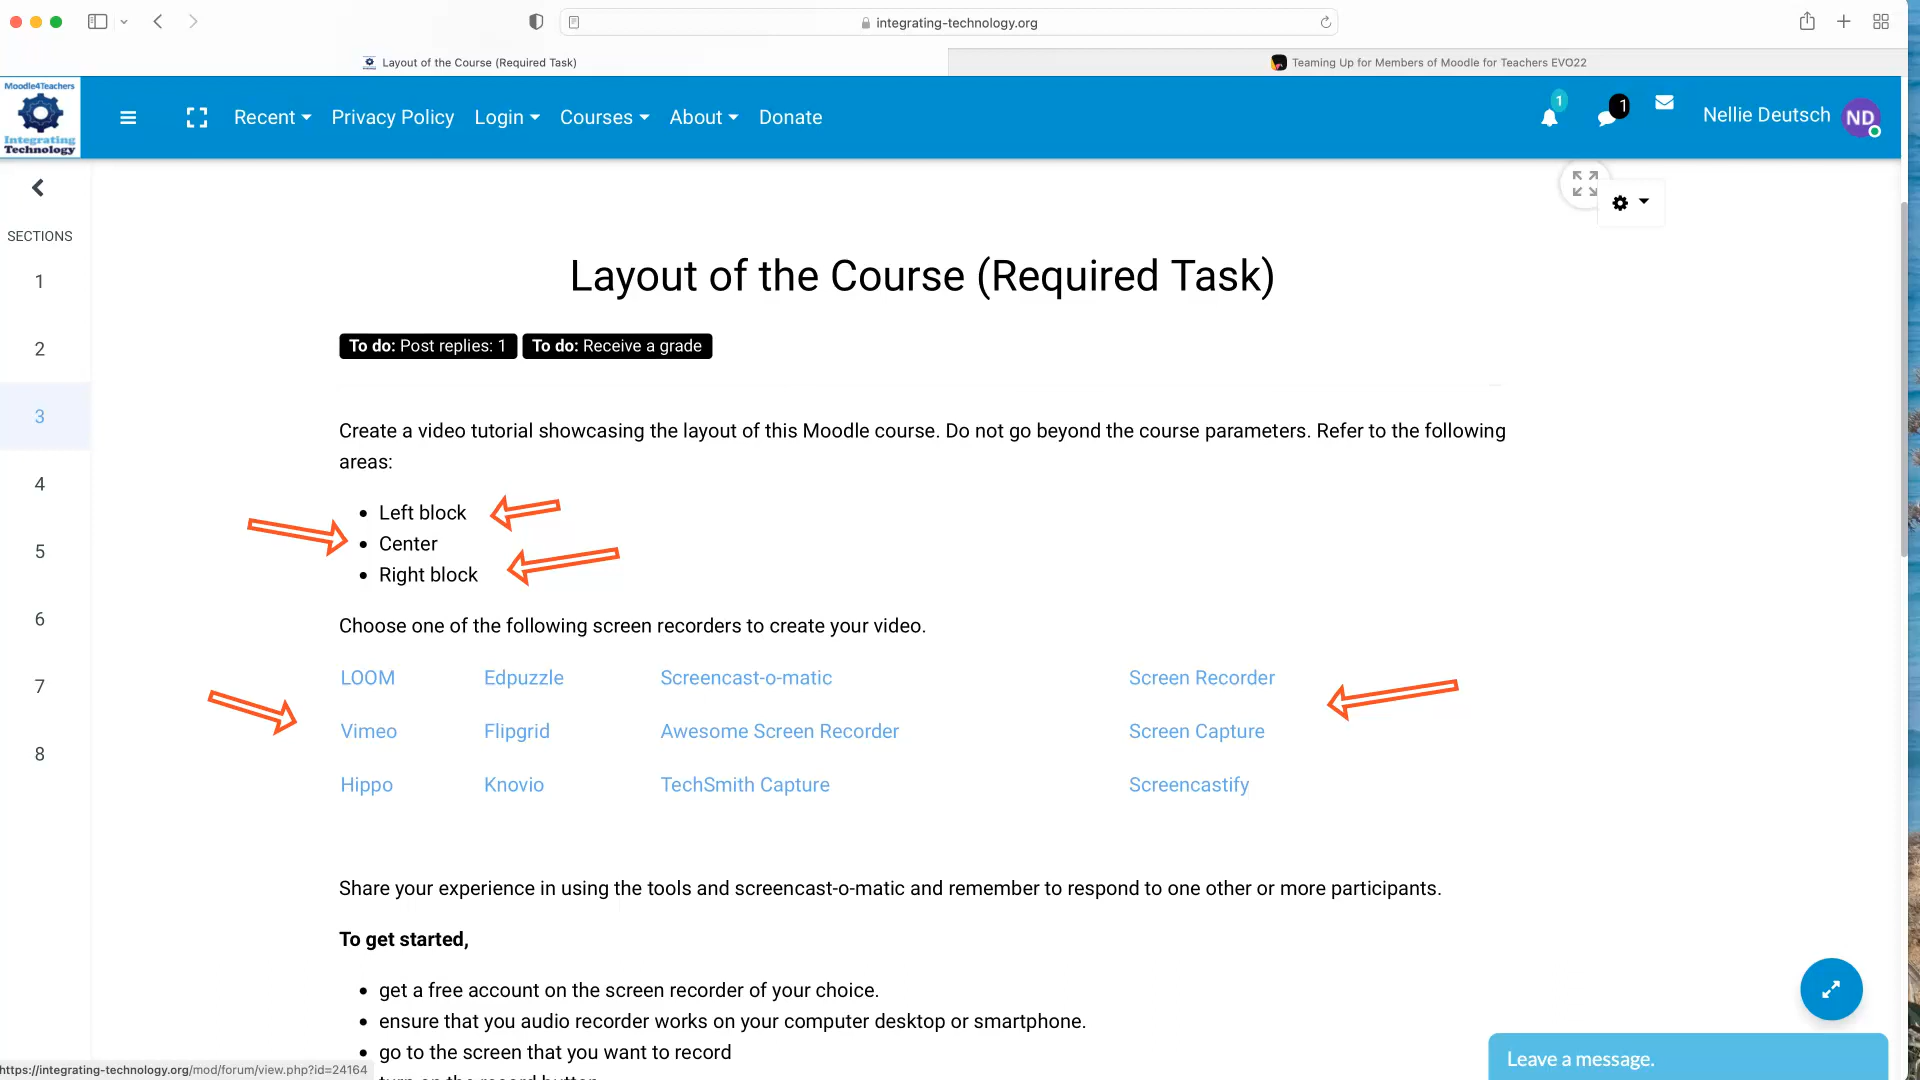 integrating-technology.org
Layout of the Course (Required Task)
Teaming Up for Members of Moodle for Teachers EVO22
Moodle4Teachers
Integrating
Technology
Recent
Privacy Policy
Login
Courses
About
Donate
1
1
Nellie Deutsch
ND
SECTIONS
1
2
3
4
5
6
7
8
Layout of the Course (Required Task)
To do: Post replies: 1
To do: Receive a grade
Create a video tutorial showcasing the layout of this Moodle course. Do not go beyond the course parameters. Refer to the following
areas:
Left block
Center
Right block
Choose one of the following screen recorders to create your video.
LOOM Edpuzzle Screencast-o-matic Screen Recorder
Vimeo Flipgrid Awesome Screen Recorder Screen Capture
Hippo Knovio TechSmith Capture Screencastify
Share your experience in using the tools and screencast-o-matic and remember to respond to one other or more participants.
To get started,
get a free account on the screen recorder of your choice.
ensure that you audio recorder works on your computer desktop or smartphone.
go to the screen that you want to record
turn on the record button
Leave a message.
https://integrating-technology.org/mod/forum/view.php?id=24164